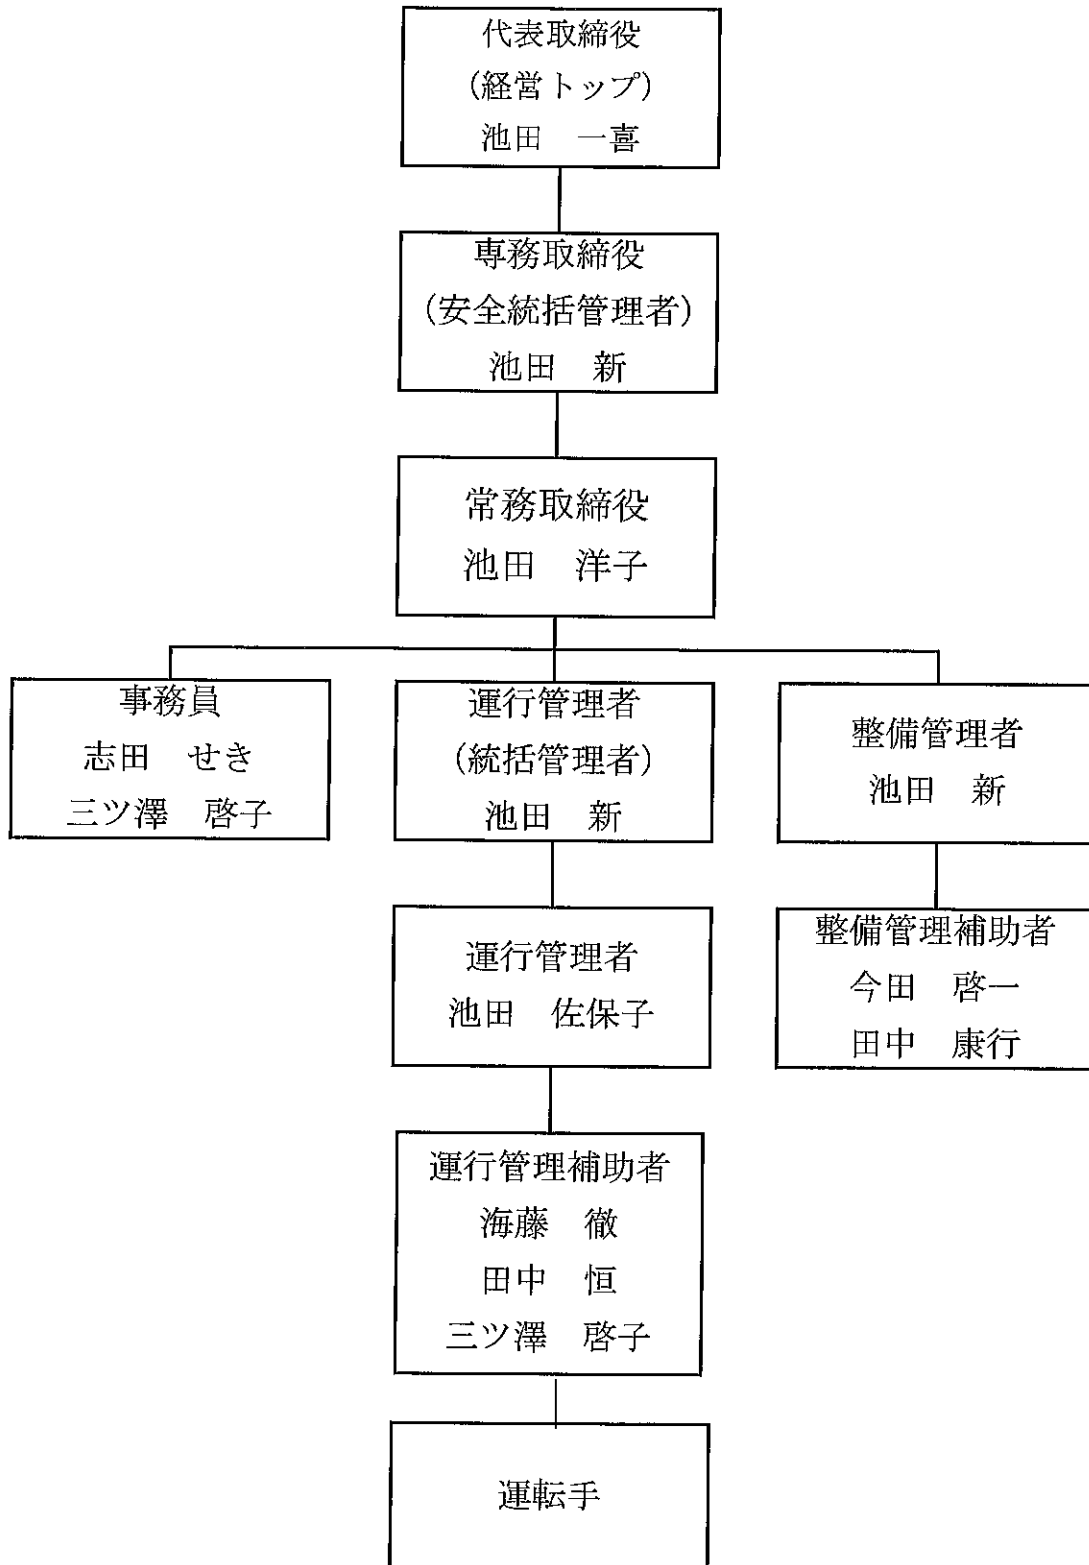 代表取締役
(経営トップ)
池田　一喜
専務取締役
(安全統括管理者)
池田　新
常務取締役
池田　洋子
事務員
志田　せき
三ツ澤　啓子
運行管理者
(統括管理者)
池田　新
整備管理者
池田　新
運行管理者
池田　佐保子
整備管理補助者
今田　啓一
田中　康行
運行管理補助者
海藤　徹
田中　恒
三ツ澤　啓子
運転手